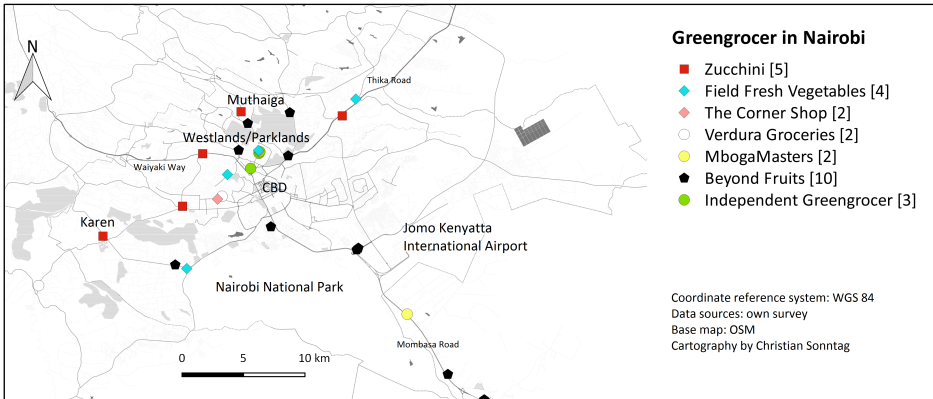 N
Thika Road
Muthaiga
Westlands/Parklands
Waiyaki Way
CBD
Karen
Jomo Kenyatta
International Airport
Nairobi National Park
Mombasa Road
0 5 10 km
Greengrocer in Nairobi
Zucchini [5]
Field Fresh Vegetables [4]
The Corner Shop [2]
Verdura Groceries [2]
MbogaMasters [2]
Beyond Fruits [10]
Independent Greengrocer [3]
Coordinate reference system: WGS 84
Data sources: own survey
Base map: OSM
Cartography by Christian Sonntag